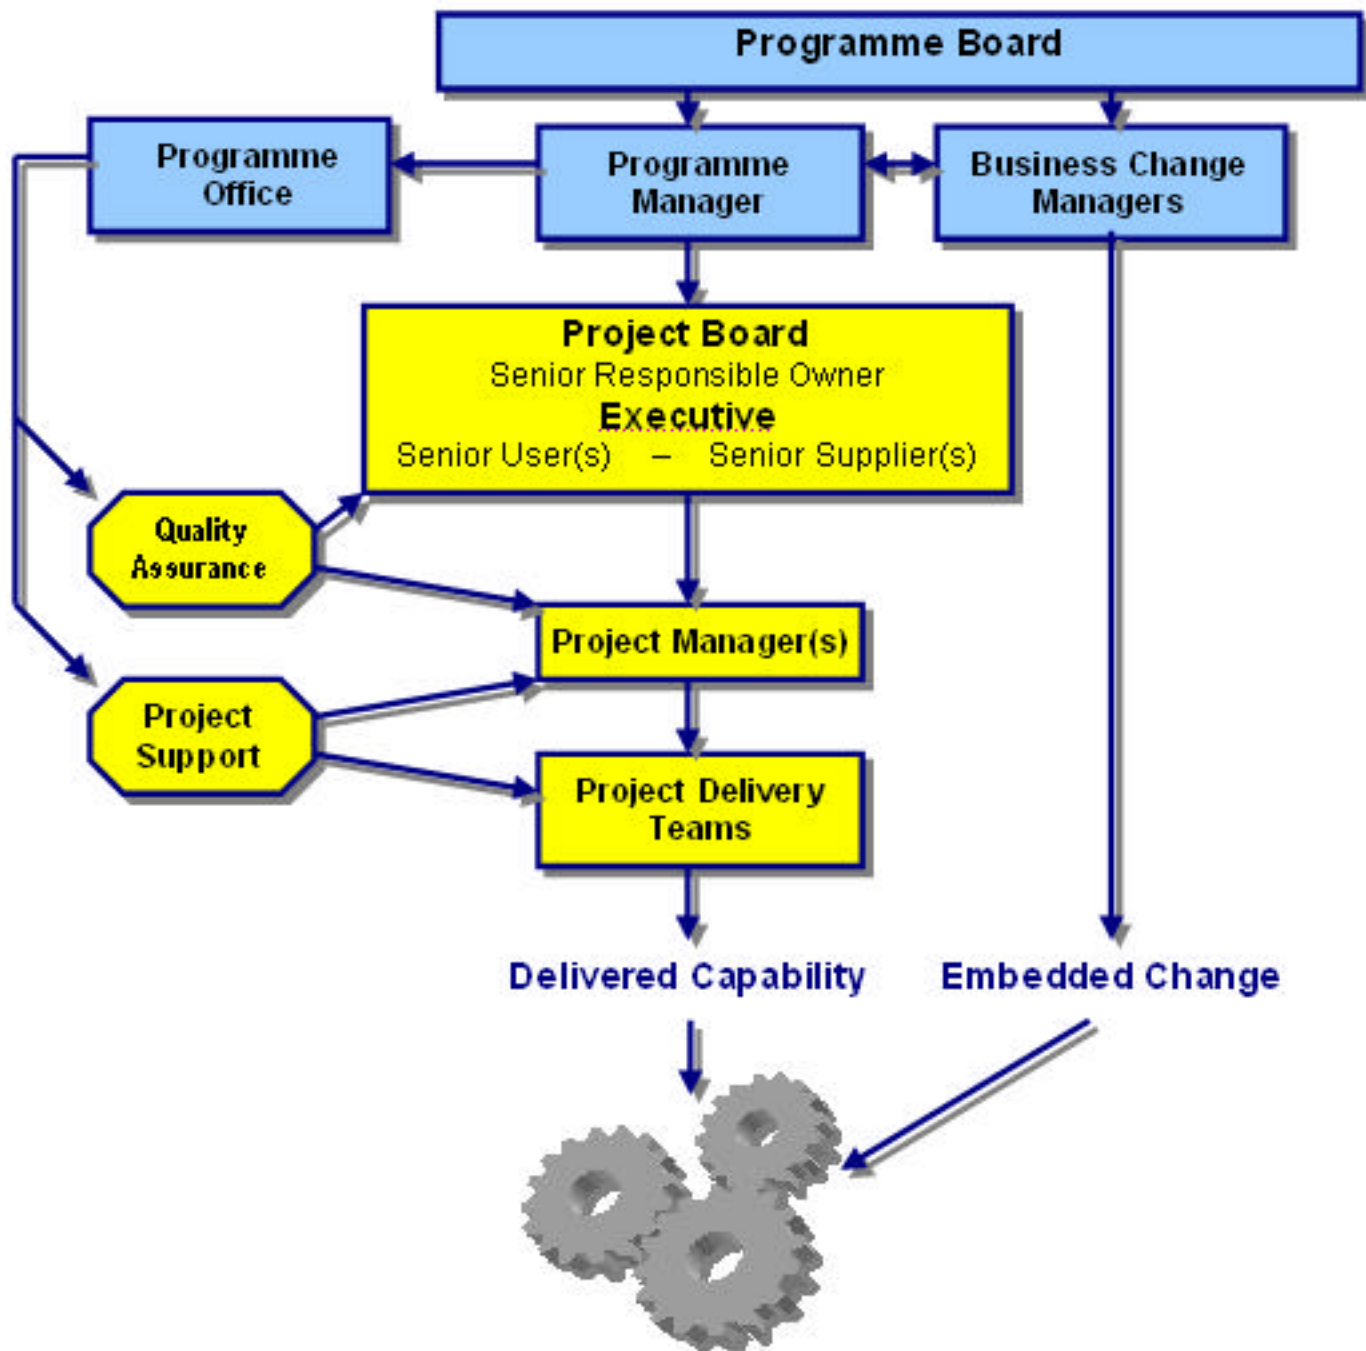 Programme Board
Programme
Office
Programme
Manager
Business Change
Managers
Project Board
Senior Responsible Owner
Executive
Senior User(s) – Senior Supplier(s)
Quality
Assurance
Project Manager(s)
Project
Support
Project Delivery
Teams
Delivered Capability
Embedded Change